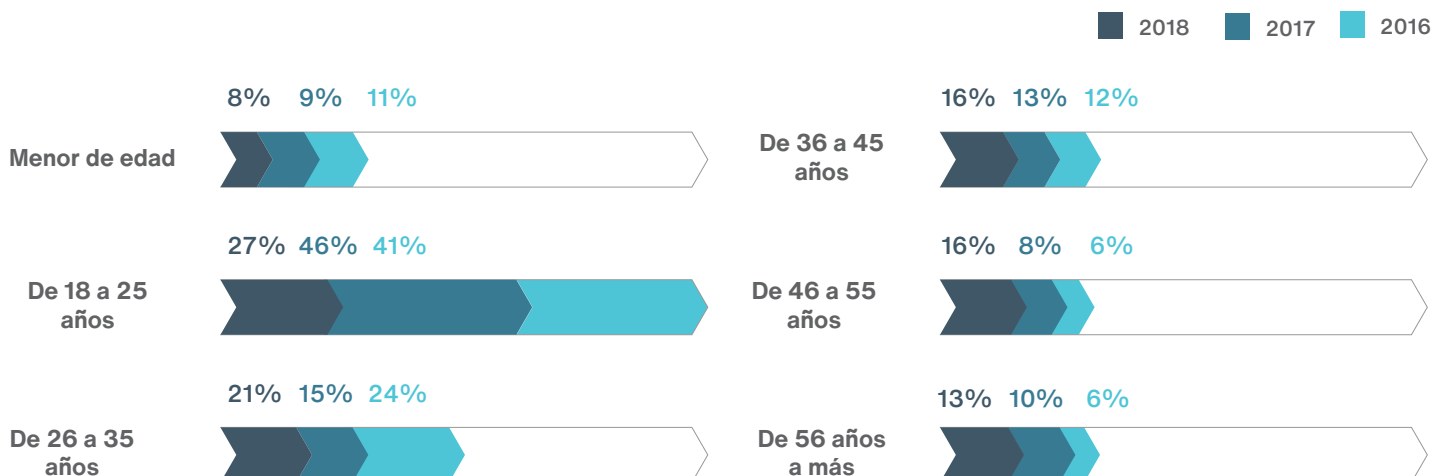 2018 2017 2016
8% 9% 11%
Menor de edad
16% 13% 12%
De 36 a 45
años
27% 46% 41%
De 18 a 25
años
16% 8% 6%
De 46 a 55
años
21% 15% 24%
De 26 a 35
años
13% 10% 6%
De 56 años
a más